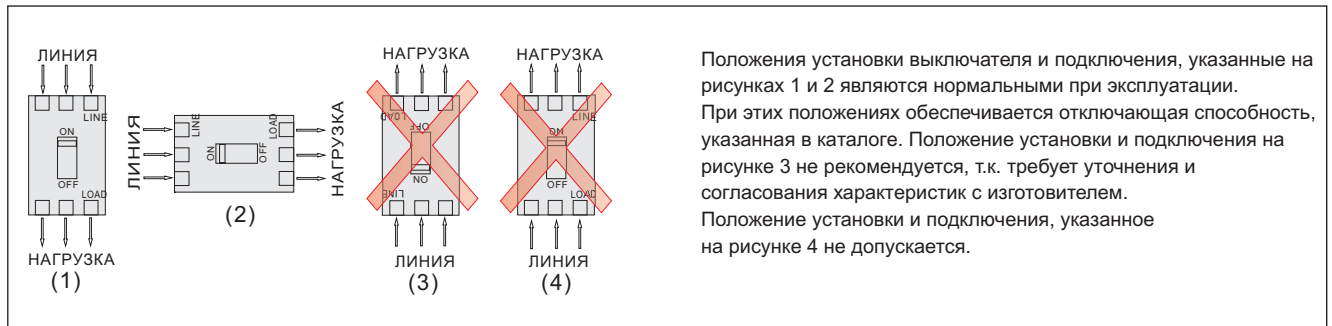 ЛИНИЯ
LINE
ON
OFF
LOAD
НАГРУЗКА
(1)
ЛИНИЯ
LINE
ON
OFF
LOAD
НАГРУЗКА
(2)
НАГРУЗКА
LOAD
OFF
ON
LINE
ЛИНИЯ
(3)
НАГРУЗКА
LINE
ON
OFF
LOAD
ЛИНИЯ
(4)
Положения установки выключателя и подключения, указанные на
рисунках 1 и 2 являются нормальными при эксплуатации.
При этих положениях обеспечивается отключающая способность,
указанная в каталоге. Положение установки и подключения на
рисунке 3 не рекомендуется, т.к. требует уточнения и
согласования характеристик с изготовителем.
Положение установки и подключения, указанное
на рисунке 4 не допускается.